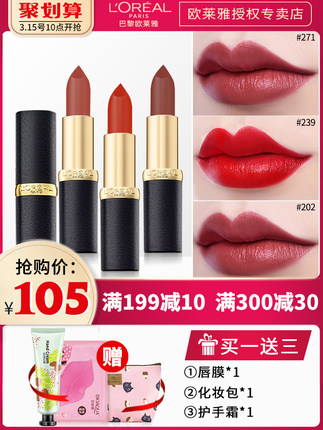 聚划算
3.15号10点开抢
L'ORÉAL
PARIS
巴黎欧莱雅
欧莱雅授权专卖店
#271
#239
#202
抢购价：
¥105
满199减10 满300减30
赠
买一送三
①唇膜*1
②化妆包*1
③护手霜*1